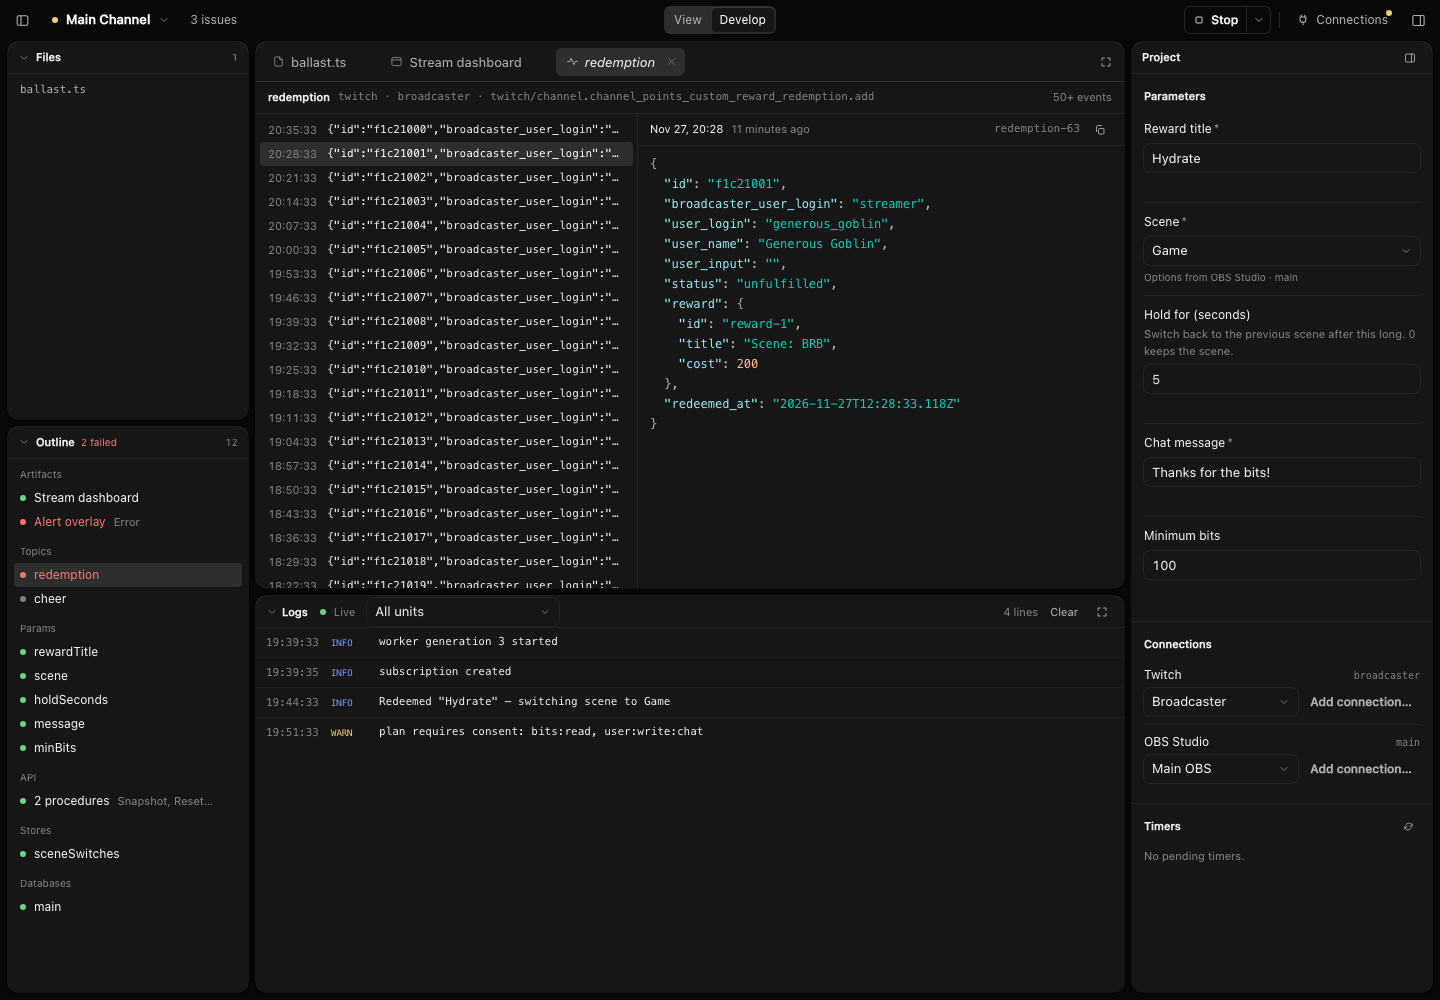 Main Channel
3 issues
View
Develop
Stop
Connections
Files
1
ballast.ts
Outline
2 failed
12
Artifacts
Stream dashboard
Alert overlay Error
Topics
redemption
cheer
Params
rewardTitle
scene
holdSeconds
message
minBits
API
2 procedures Snapshot, Reset...
Stores
sceneSwitches
Databases
main
ballast.ts
Stream dashboard
redemption
redemption twitch · broadcaster · twitch/channel.channel_points_custom_reward_redemption.add
50+ events
20:35:33 {"id":"f1c21000","broadcaster_user_login":"…
20:28:33 {"id":"f1c21001","broadcaster_user_login":"…
20:21:33 {"id":"f1c21002","broadcaster_user_login":"…
20:14:33 {"id":"f1c21003","broadcaster_user_login":"…
20:07:33 {"id":"f1c21004","broadcaster_user_login":"…
20:00:33 {"id":"f1c21005","broadcaster_user_login":"…
19:53:33 {"id":"f1c21006","broadcaster_user_login":"…
19:46:33 {"id":"f1c21007","broadcaster_user_login":"…
19:39:33 {"id":"f1c21008","broadcaster_user_login":"…
19:32:33 {"id":"f1c21009","broadcaster_user_login":"…
19:25:33 {"id":"f1c21010","broadcaster_user_login":"…
19:18:33 {"id":"f1c21011","broadcaster_user_login":"…
19:11:33 {"id":"f1c21012","broadcaster_user_login":"…
19:04:33 {"id":"f1c21013","broadcaster_user_login":"…
18:57:33 {"id":"f1c21014","broadcaster_user_login":"…
18:50:33 {"id":"f1c21015","broadcaster_user_login":"…
18:43:33 {"id":"f1c21016","broadcaster_user_login":"…
18:36:33 {"id":"f1c21017","broadcaster_user_login":"…
18:29:33 {"id":"f1c21018","broadcaster_user_login":"…
18:22:33 {"id":"f1c21019","broadcaster_user_login":"…
Nov 27, 20:28 11 minutes ago
redemption-63
{
"id": "f1c21001",
"broadcaster_user_login": "streamer",
"user_login": "generous_goblin",
"user_name": "Generous Goblin",
"user_input": "",
"status": "unfulfilled",
"reward": {
"id": "reward-1",
"title": "Scene: BRB",
"cost": 200
},
"redeemed_at": "2026-11-27T12:28:33.118Z"
}
Logs
Live
All units
4 lines
Clear
19:39:33 INFO worker generation 3 started
19:39:35 INFO subscription created
19:44:33 INFO Redeemed "Hydrate" — switching scene to Game
19:51:33 WARN plan requires consent: bits:read, user:write:chat
Project
Parameters
Reward title *
Hydrate
Scene *
Game
Options from OBS Studio · main
Hold for (seconds)
Switch back to the previous scene after this long. 0
keeps the scene.
5
Chat message *
Thanks for the bits!
Minimum bits
100
Connections
Twitch
broadcaster
Broadcaster
Add connection...
OBS Studio
main
Main OBS
Add connection...
Timers
No pending timers.